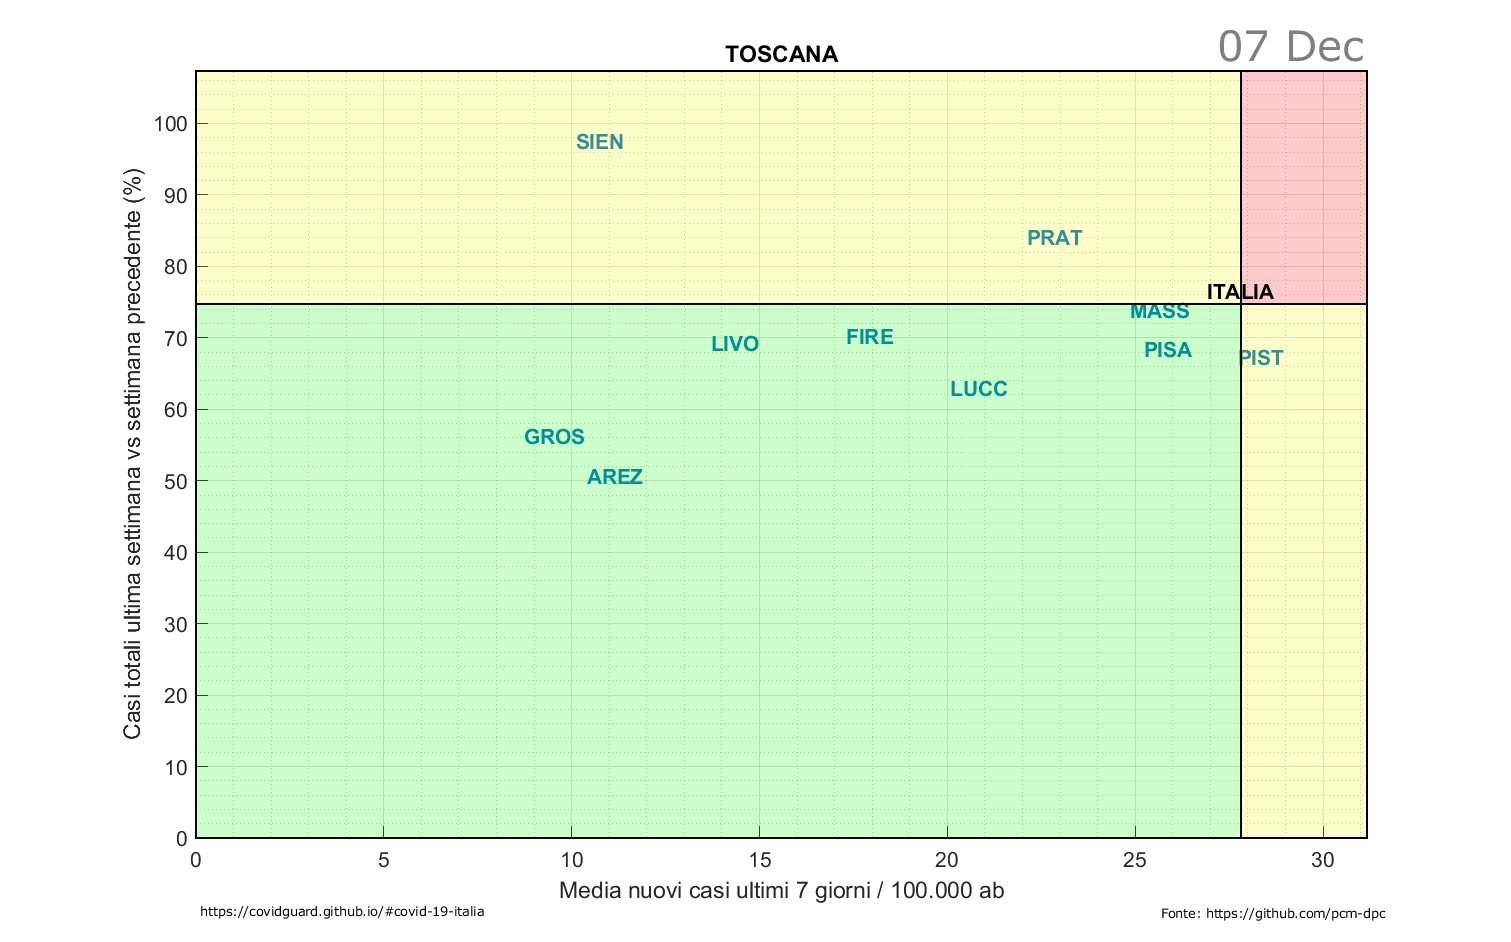 07 Dec
TOSCANA
Casi totali ultima settimana vs settimana precedente (%)
100
90
80
70
60
50
40
30
20
10
0
SIEN
PRAT
ITALIA
MASS
LIVO
FIRE
PISA
PIST
LUCC
GROS
AREZ
0 5 10 15 20 25 30
Media nuovi casi ultimi 7 giorni / 100.000 ab
https://covidguard.github.io/#covid-19-italia
Fonte: https://github.com/pcm-dpc